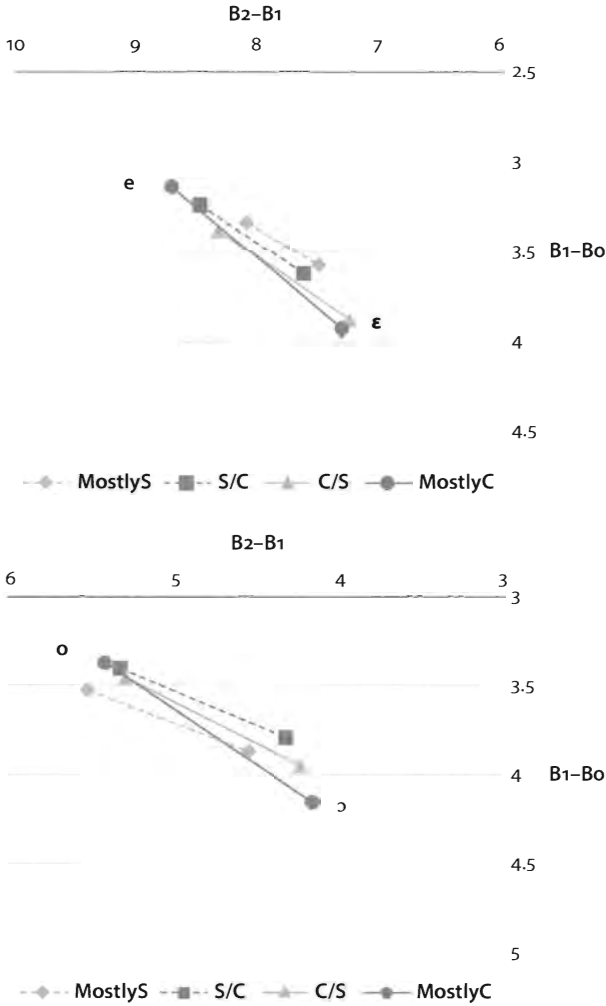 B2–B1
10 9 8 7 6
2.5
3
e
3.5 B1–B0
ε
4
4.5
MostlyS S/C C/S MostlyC
B2–B1
6 5 4 3
3
o
3.5
4 B1–B0
ɔ
4.5
5
MostlyS S/C C/S MostlyC